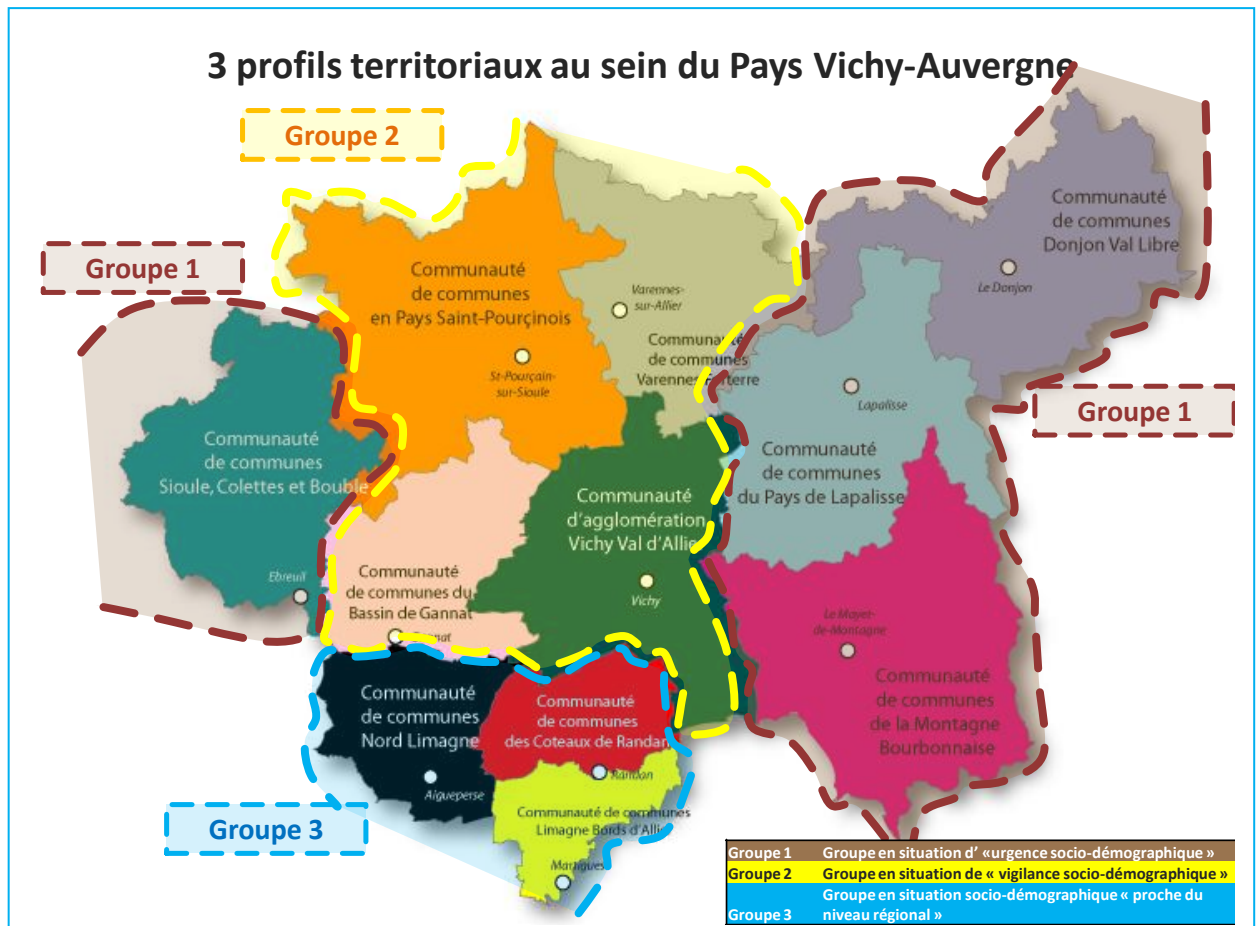 3 profils territoriaux au sein du Pays Vichy-Auvergne
Groupe 2
Communauté
de communes
Donjon Val Libre
Le Donjon
Groupe 1
Communauté
de communes
en Pays Saint-Pourçinois
St-Pourçain-
sur-Sioule
Varennes-
sur-Allier
Communauté
de communes
Varennes Forterre
Lapalisse
Groupe 1
Communauté
de communes
Sioule, Colettes et Bouble
Ebreuil
Communauté
de communes
du Pays de Lapalisse
Communauté
d'agglomération
Vichy Val d'Allier
Vichy
Communauté
de communes du
Bassin de Gannat
Gannat
Le Mayet-
de-Montagne
Communauté
de communes
de la Montagne
Bourbonnaise
Communauté
de communes
Nord Limagne
Aigueperse
Communauté
de communes
des Coteaux de Randan
Randan
Groupe 3
Communauté de communes
Limagne Bords d'Allier
Maringues
Groupe 1 Groupe en situation d' «urgence socio-démographique »
Groupe 2 Groupe en situation de « vigilance socio-démographique »
Groupe 3 Groupe en situation socio-démographique « proche du
niveau régional »